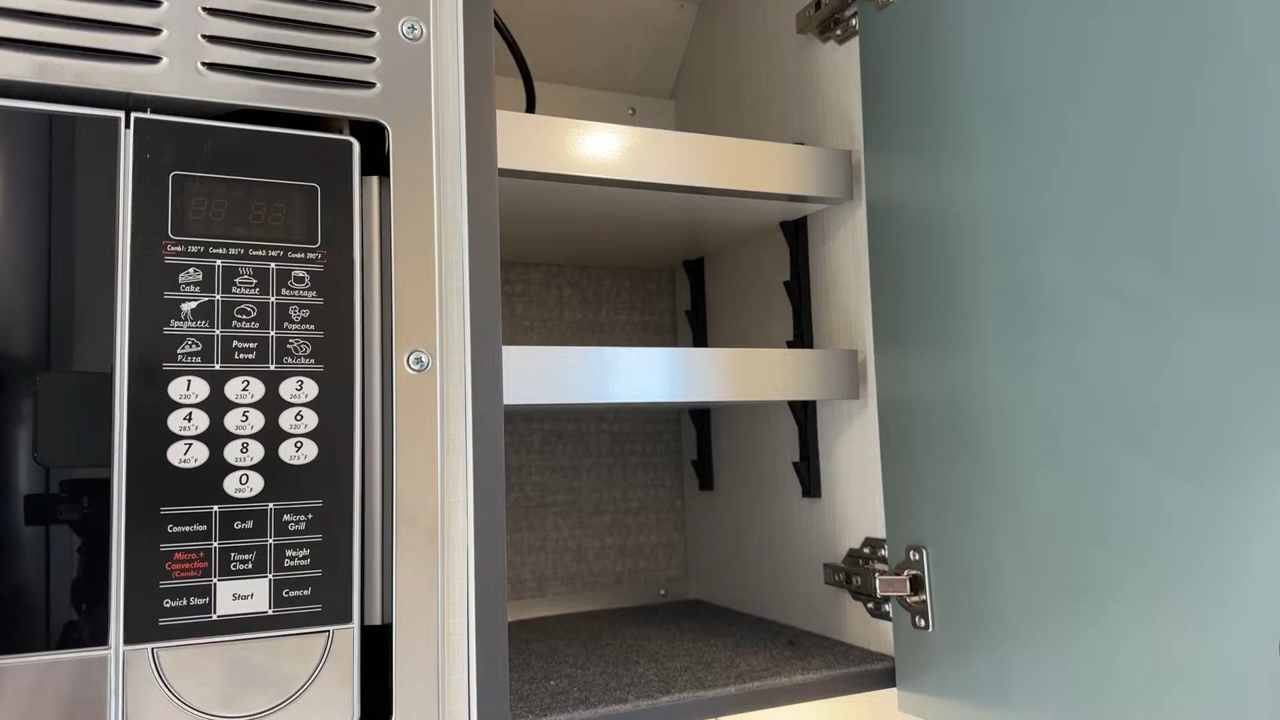 88 88
Comb1: 230°F Comb2: 285°F Comb3: 340°F Comb4: 390°F
Cake Reheat Beverage
Spaghetti Potato Popcorn
Pizza Power Level Chicken
1 2 3
230°F 250°F 265°F
4 5 6
285°F 300°F 320°F
7 8 9
340°F 355°F 375°F
0
390°F
Convection Grill Micro.+ Grill
Micro.+ Convection (Combi.) Timer/ Clock Weight Defrost
Quick Start Start Cancel